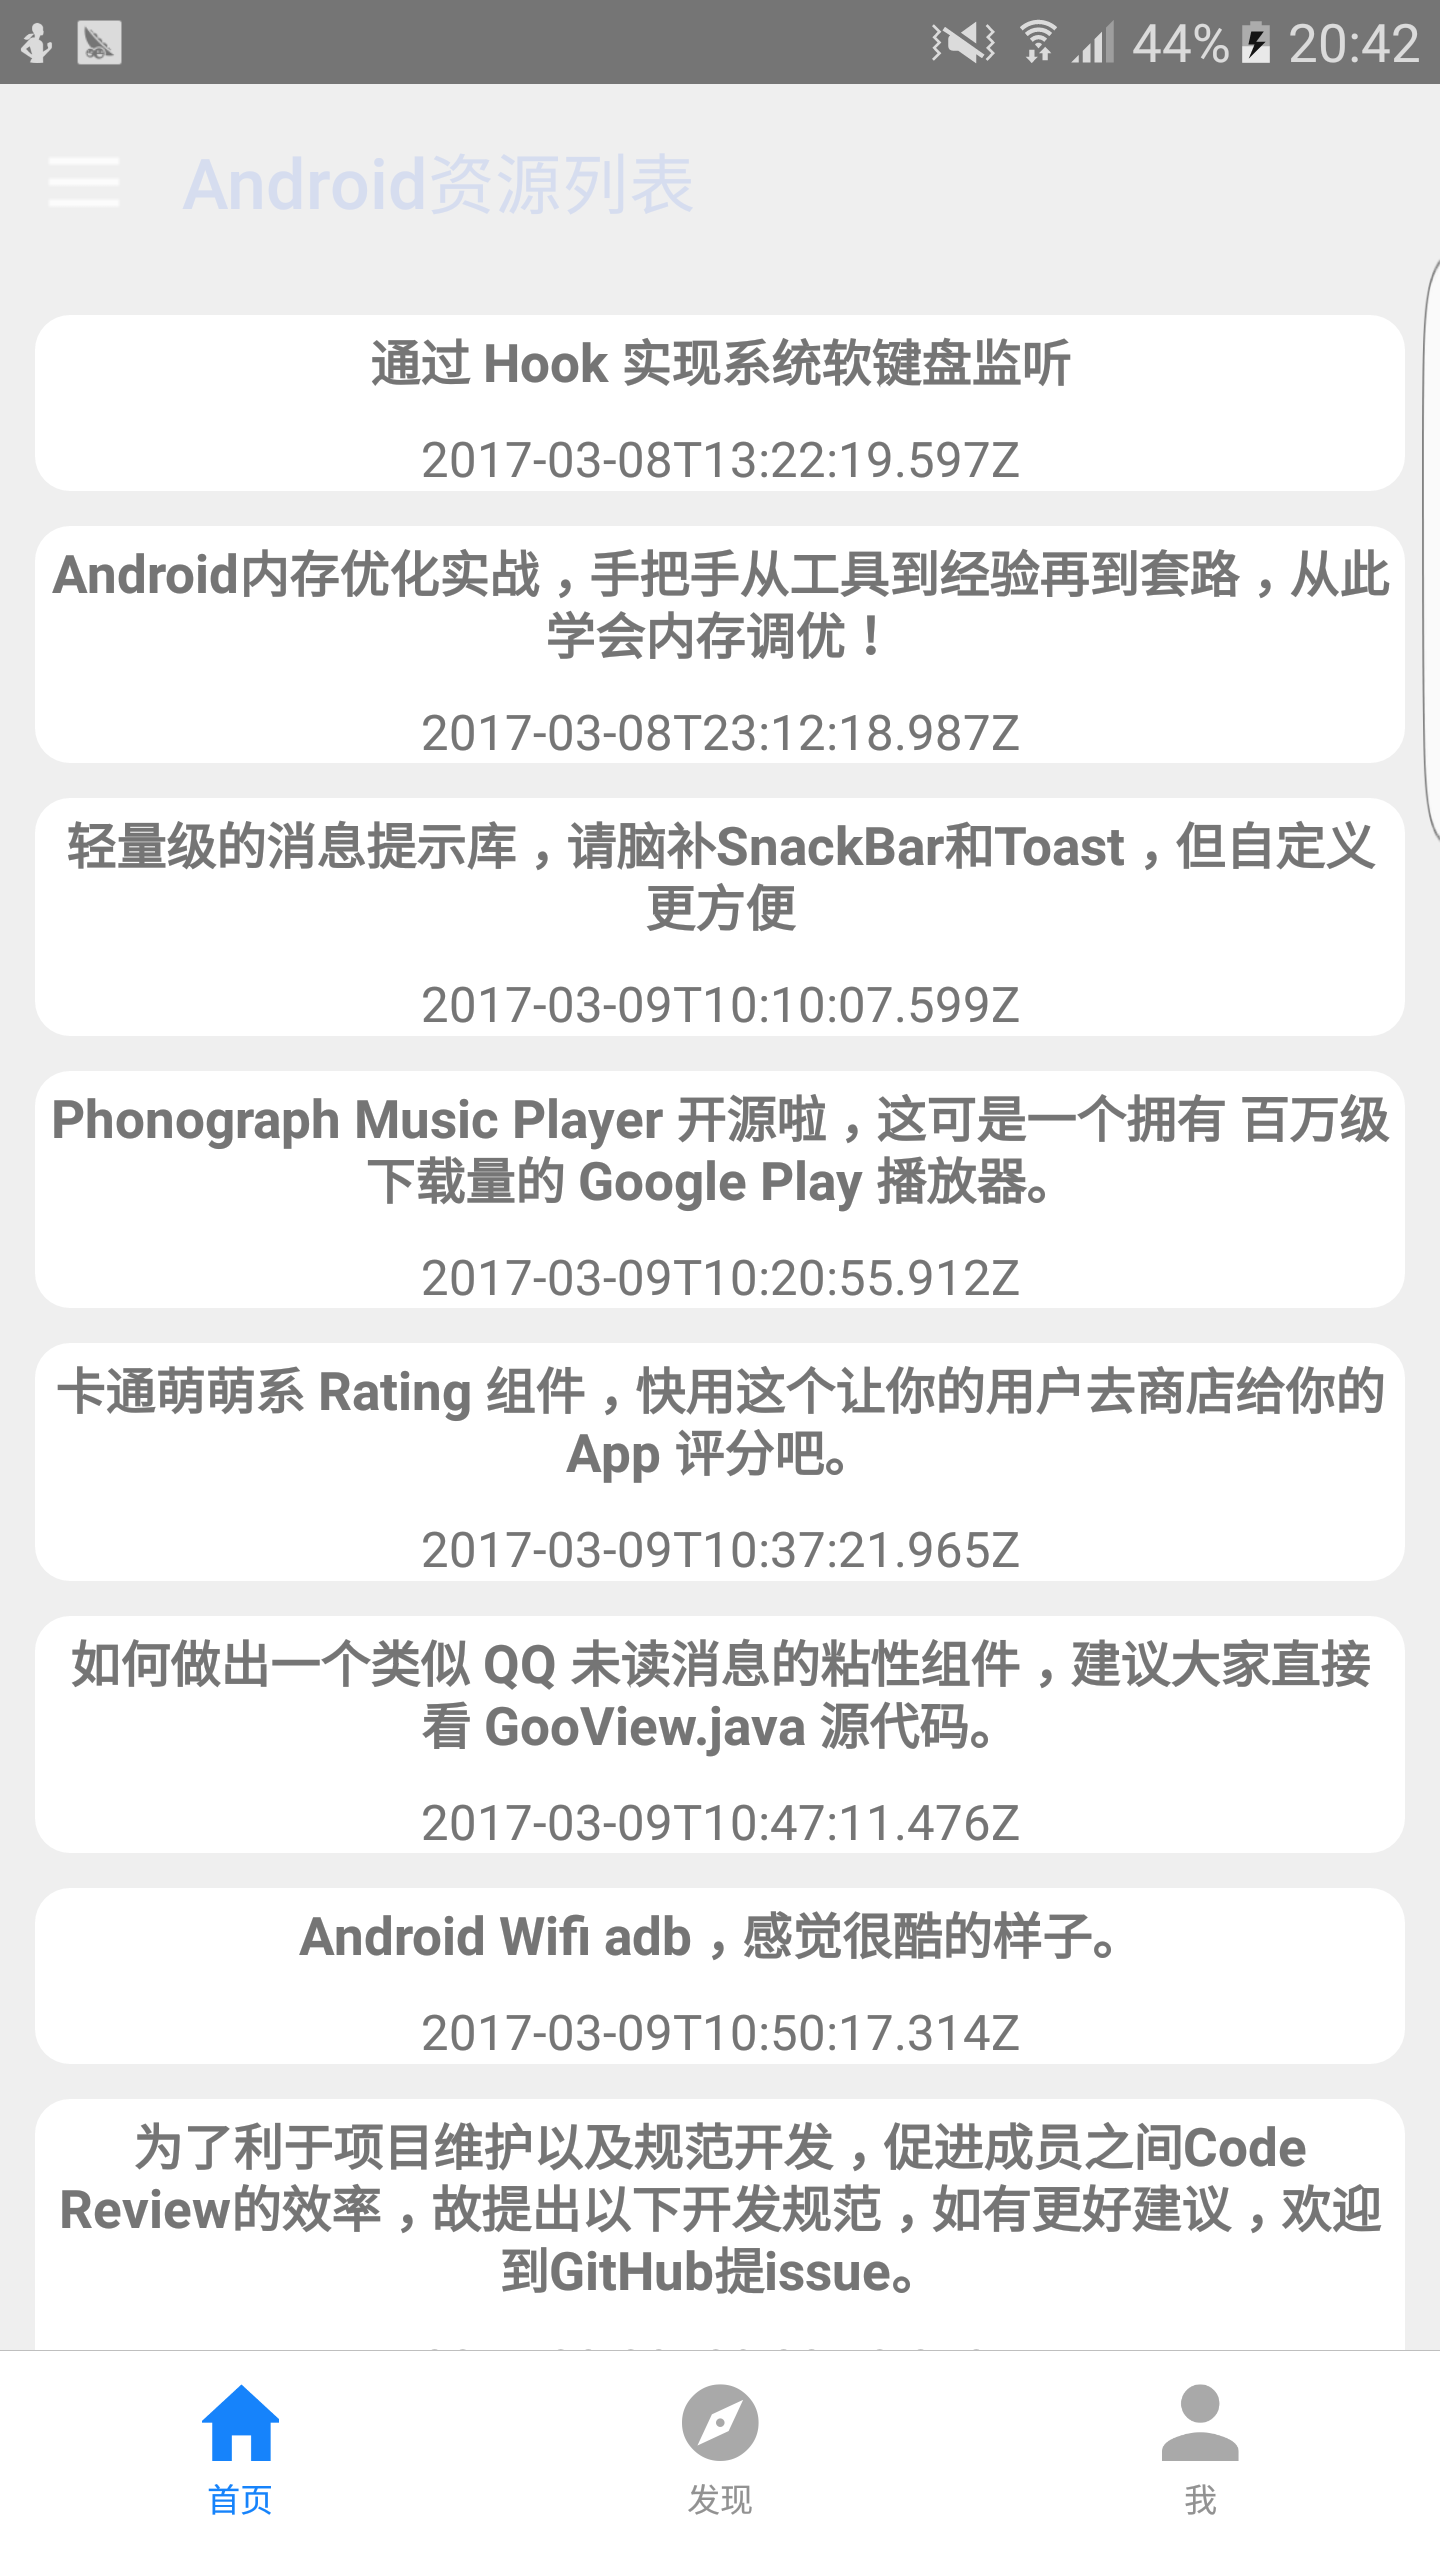 44% 20:42
Android资源列表
通过 Hook 实现系统软键盘监听
2017-03-08T13:22:19.597Z
Android内存优化实战，手把手从工具到经验再到套路，从此
学会内存调优！
2017-03-08T23:12:18.987Z
轻量级的消息提示库，请脑补SnackBar和Toast，但自定义
更方便
2017-03-09T10:10:07.599Z
Phonograph Music Player 开源啦，这可是一个拥有 百万级
下载量的 Google Play 播放器。
2017-03-09T10:20:55.912Z
卡通萌萌系 Rating 组件，快用这个让你的用户去商店给你的
App 评分吧。
2017-03-09T10:37:21.965Z
如何做出一个类似 QQ 未读消息的粘性组件，建议大家直接
看 GooView.java 源代码。
2017-03-09T10:47:11.476Z
Android Wifi adb，感觉很酷的样子。
2017-03-09T10:50:17.314Z
为了利于项目维护以及规范开发，促进成员之间Code
Review的效率，故提出以下开发规范，如有更好建议，欢迎
到GitHub提issue。
首页 发现 我